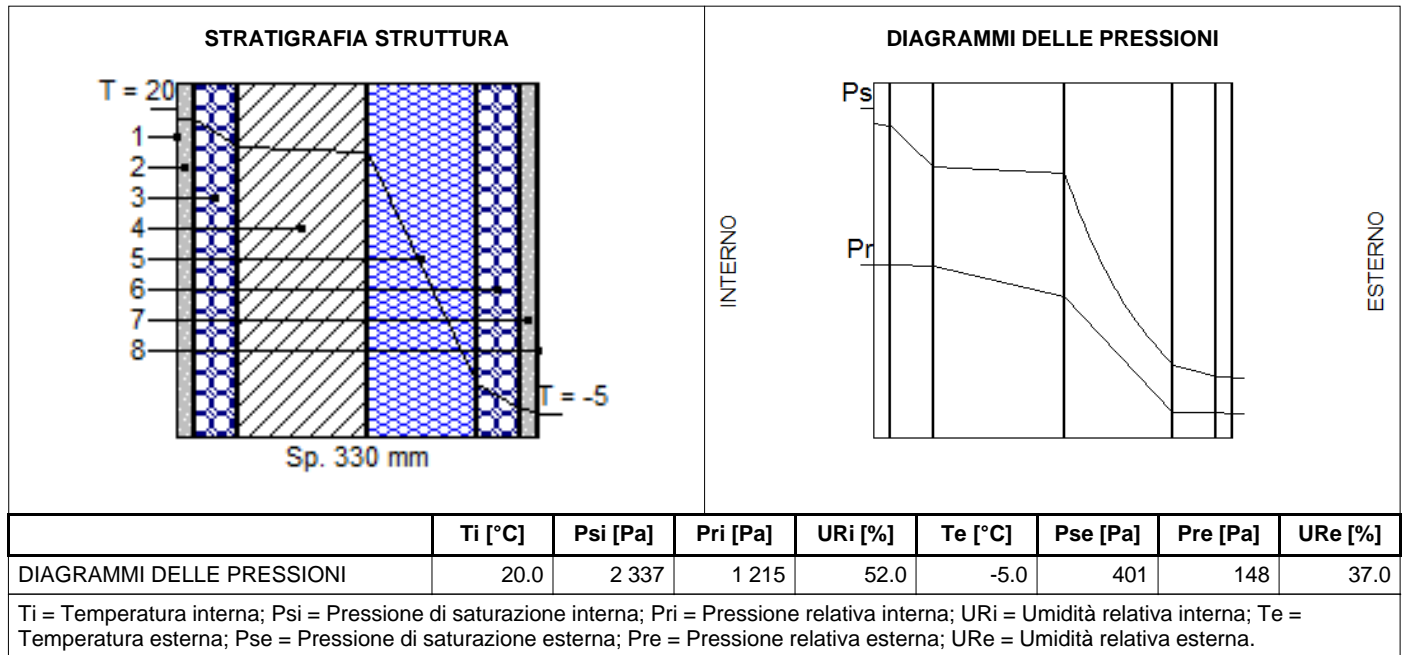 STRATIGRAFIA STRUTTURA
T = 20
1
2
3
4
5
6
7
8
T = -5
Sp. 330 mm
DIAGRAMMI DELLE PRESSIONI
Ps
Pr
INTERNO
ESTERNO
Ti [°C] Psi [Pa] Pri [Pa] URi [%] Te [°C] Pse [Pa] Pre [Pa] URe [%]
DIAGRAMMI DELLE PRESSIONI 20.0 2 337 1 215 52.0 -5.0 401 148 37.0
Ti = Temperatura interna; Psi = Pressione di saturazione interna; Pri = Pressione relativa interna; URi = Umidità relativa interna; Te =
Temperatura esterna; Pse = Pressione di saturazione esterna; Pre = Pressione relativa esterna; URe = Umidità relativa esterna.